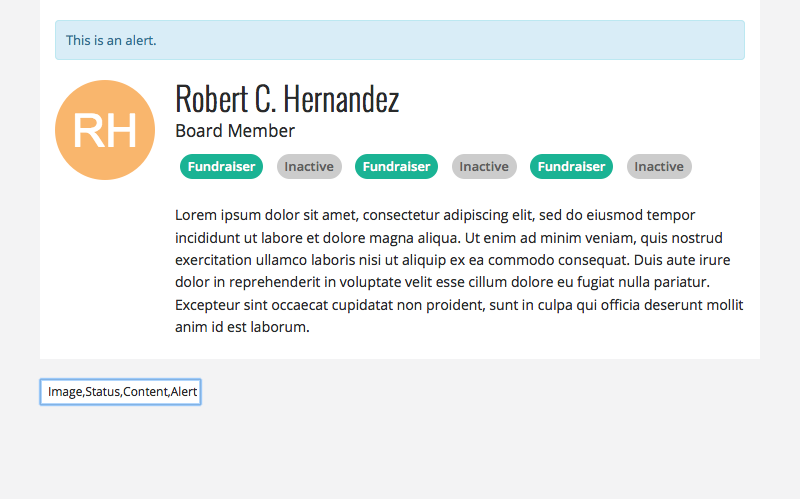 This is an alert.
RH
Robert C. Hernandez
Board Member
Fundraiser Inactive Fundraiser Inactive Fundraiser Inactive
Lorem ipsum dolor sit amet, consectetur adipiscing elit, sed do eiusmod tempor
incididunt ut labore et dolore magna aliqua. Ut enim ad minim veniam, quis nostrud
exercitation ullamco laboris nisi ut aliquip ex ea commodo consequat. Duis aute irure
dolor in reprehenderit in voluptate velit esse cillum dolore eu fugiat nulla pariatur.
Excepteur sint occaecat cupidatat non proident, sunt in culpa qui officia deserunt mollit
anim id est laborum.
Image,Status,Content,Alert